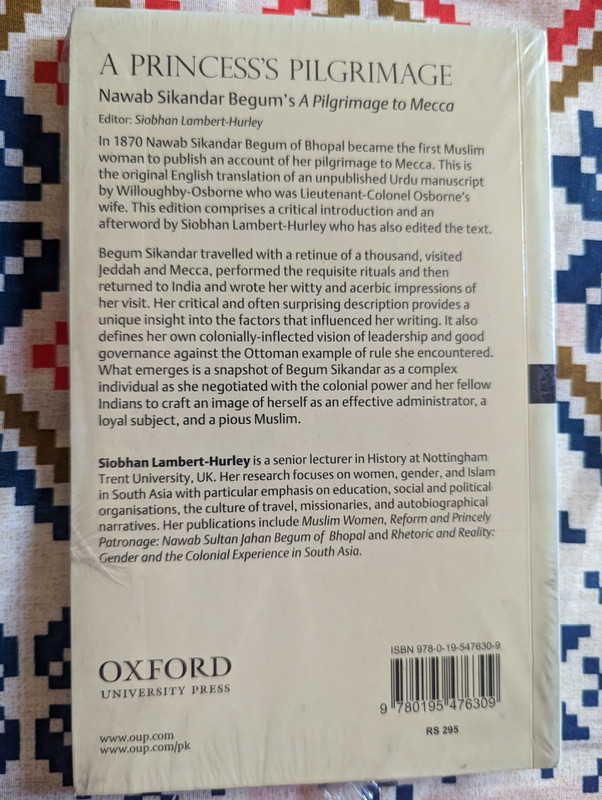 A PRINCESS'S PILGRIMAGE
Nawab Sikandar Begum's A Pilgrimage to Mecca
Editor: Siobhan Lambert-Hurley
In 1870 Nawab Sikandar Begum of Bhopal became the first Muslim
woman to publish an account of her pilgrimage to Mecca. This is
the original English translation of an unpublished Urdu manuscript
by Willoughby-Osborne who was Lieutenant-Colonel Osborne's
wife. This edition comprises a critical introduction and an
afterword by Siobhan Lambert-Hurley who has also edited the text.
Begum Sikandar travelled with a retinue of a thousand, visited
Jeddah and Mecca, performed the requisite rituals and then
returned to India and wrote her witty and acerbic impressions of
her visit. Her critical and often surprising description provides a
unique insight into the factors that influenced her writing. It also
defines her own colonially-inflected vision of leadership and good
governance against the Ottoman example of rule she encountered.
What emerges is a snapshot of Begum Sikandar as a complex
individual as she negotiated with the colonial power and her fellow
Indians to craft an image of herself as an effective administrator, a
loyal subject, and a pious Muslim.
Siobhan Lambert-Hurley is a senior lecturer in History at Nottingham
Trent University, UK. Her research focuses on women, gender, and Islam
in South Asia with particular emphasis on education, social and political
organisations, the culture of travel, missionaries, and autobiographical
narratives. Her publications include Muslim Women, Reform and Princely
Patronage: Nawab Sultan Jahan Begum of Bhopal and Rhetoric and Reality:
Gender and the Colonial Experience in South Asia.
OXFORD
UNIVERSITY PRESS
www.oup.com
www.oup.com/pk
ISBN 978-0-19-547630-9
9 780195 476309
RS 295